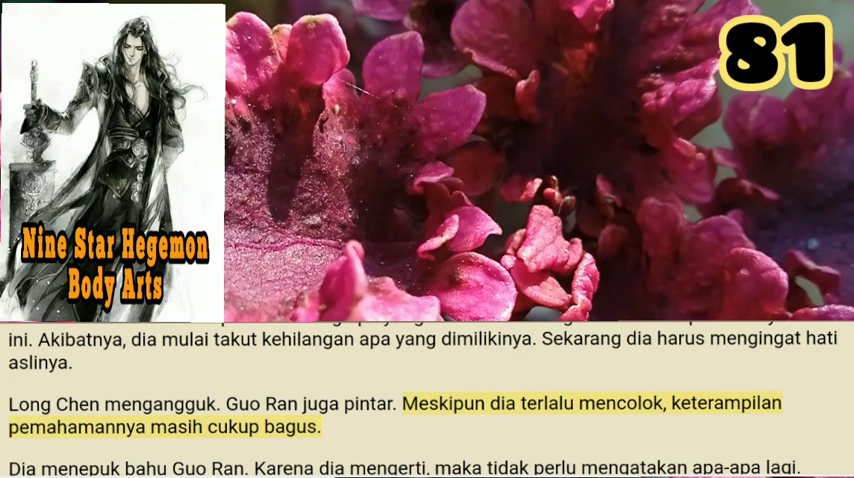 81
Nine Star Hegemon
Body Arts
ini. Akibatnya, dia mulai takut kehilangan apa yang dimilikinya. Sekarang dia harus mengingat hati
aslinya.
Long Chen mengangguk. Guo Ran juga pintar. Meskipun dia terlalu mencolok, keterampilan
pemahamannya masih cukup bagus.
Dia menepuk bahu Guo Ran. Karena dia mengerti, maka tidak perlu mengatakan apa-apa lagi.